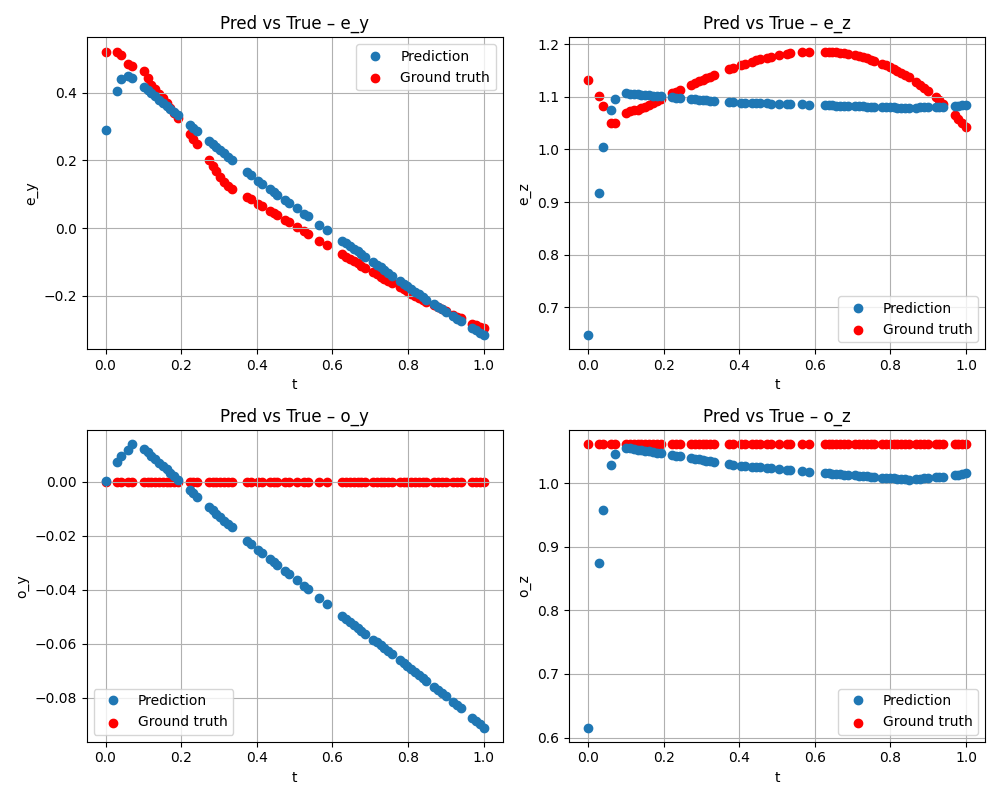 Pred vs True – e_y
Prediction
Ground truth
e_y
0.4
0.2
0.0
−0.2
0.0 0.2 0.4 0.6 0.8 1.0
t
Pred vs True – e_z
Prediction
Ground truth
e_z
1.2
1.1
1.0
0.9
0.8
0.7
0.0 0.2 0.4 0.6 0.8 1.0
t
Pred vs True – o_y
Prediction
Ground truth
o_y
0.00
−0.02
−0.04
−0.06
−0.08
0.0 0.2 0.4 0.6 0.8 1.0
t
Pred vs True – o_z
Prediction
Ground truth
o_z
1.0
0.9
0.8
0.7
0.6
0.0 0.2 0.4 0.6 0.8 1.0
t